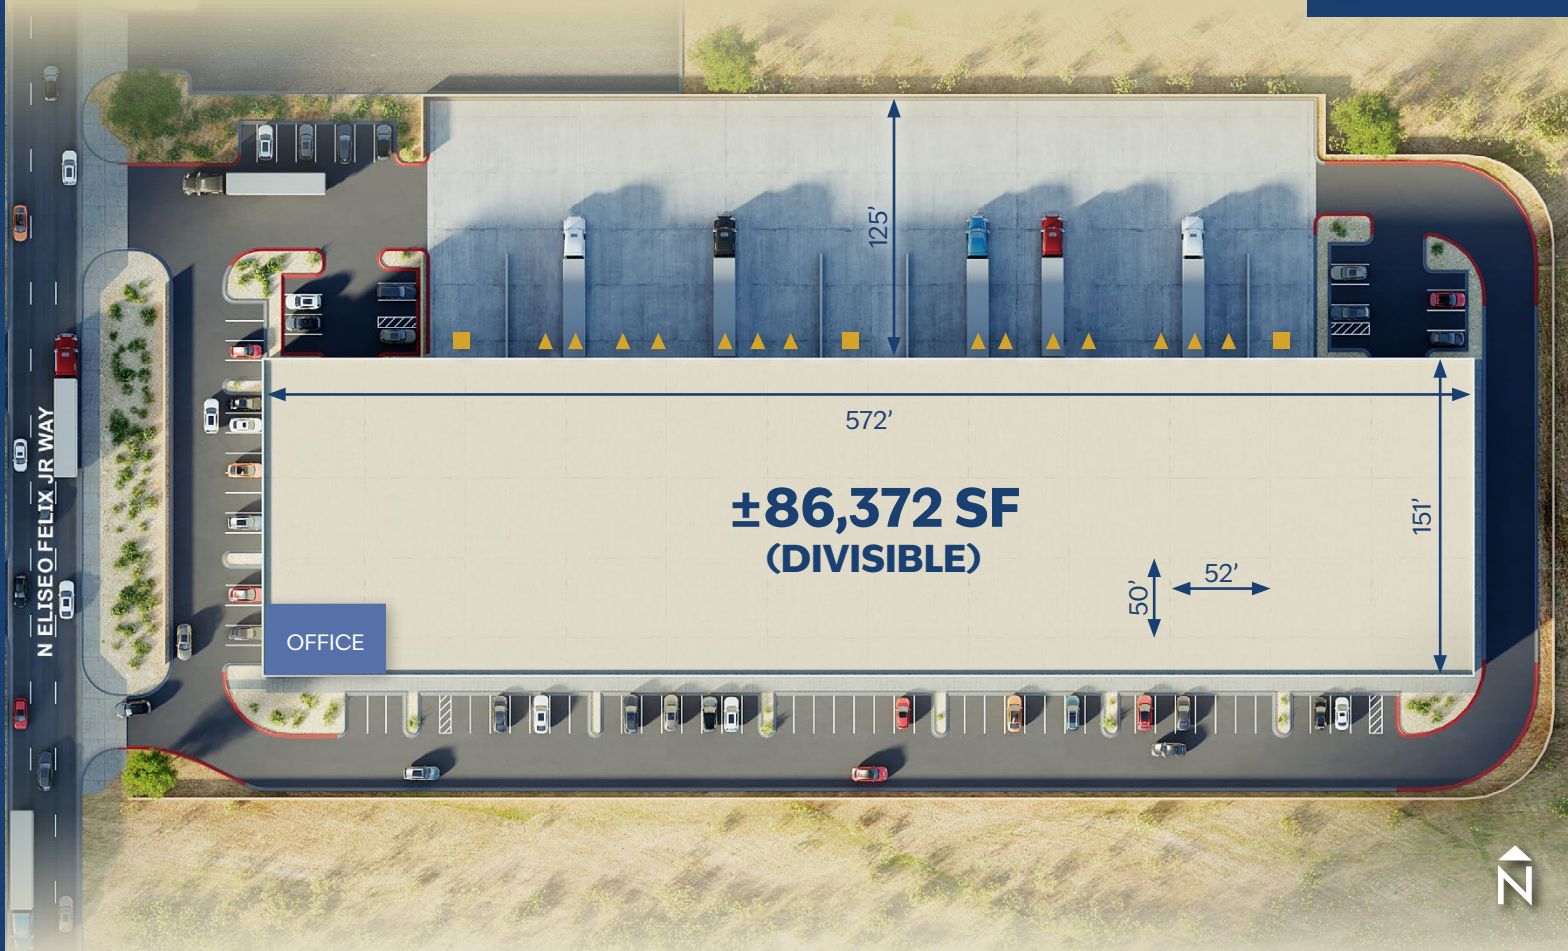 125’
572’
±86,372 SF
(DIVISIBLE)
151’
52’
50’
N ELISEO FELIX JR WAY
OFFICE
N